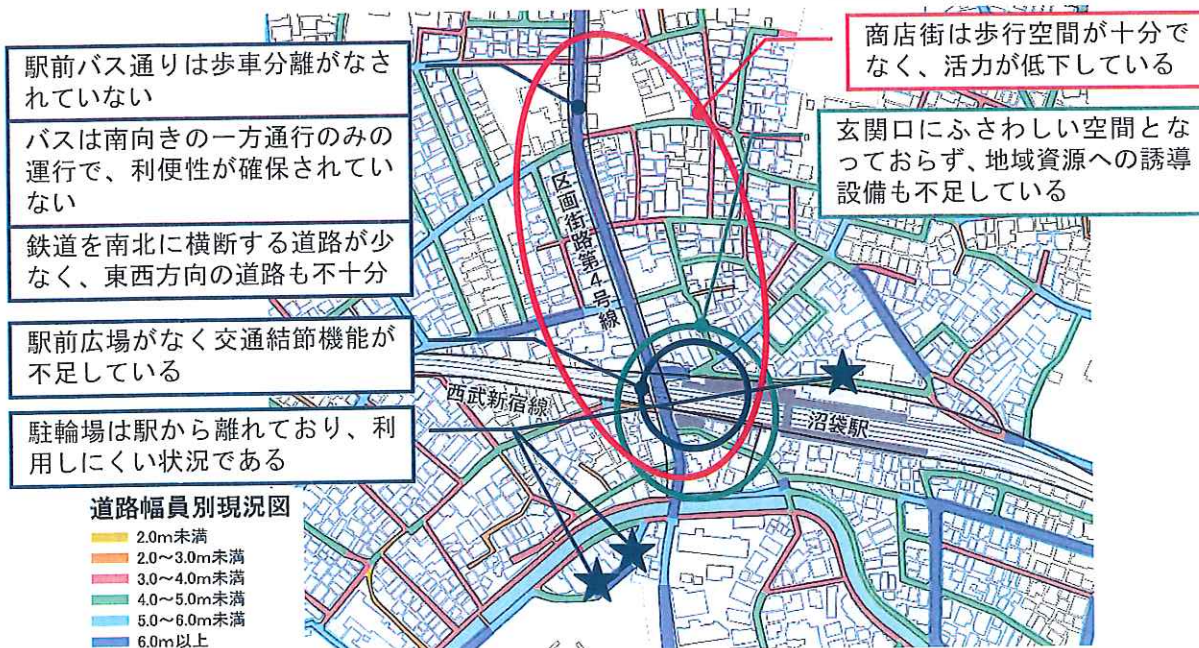 駅前バス通りは歩車分離がなさ
れていない
バスは南向きの一方通行のみの
運行で、利便性が確保されてい
ない
鉄道を南北に横断する道路が少
なく、東西方向の道路も不十分
駅前広場がなく交通結節機能が
不足している
駐輪場は駅から離れており、利
用しにくい状況である
商店街は歩行空間が十分で
なく、活力が低下している
玄関口にふさわしい空間とな
っておらず、地域資源への誘導
設備も不足している
区画街路第4号線
西武新宿線
沼袋駅
道路幅員別現況図
2.0m未満
2.0～3.0m未満
3.0～4.0m未満
4.0～5.0m未満
5.0～6.0m未満
6.0m以上